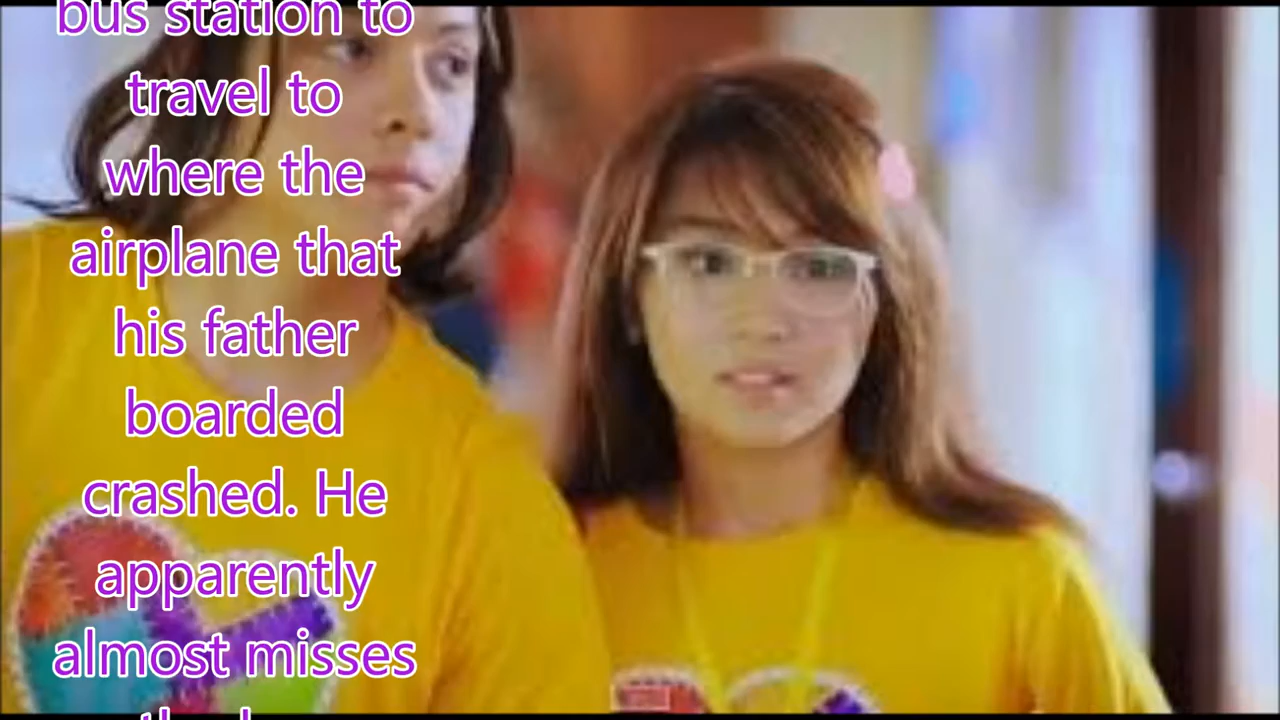 bus station to
travel to
where the
airplane that
his father
boarded
crashed. He
apparently
almost misses